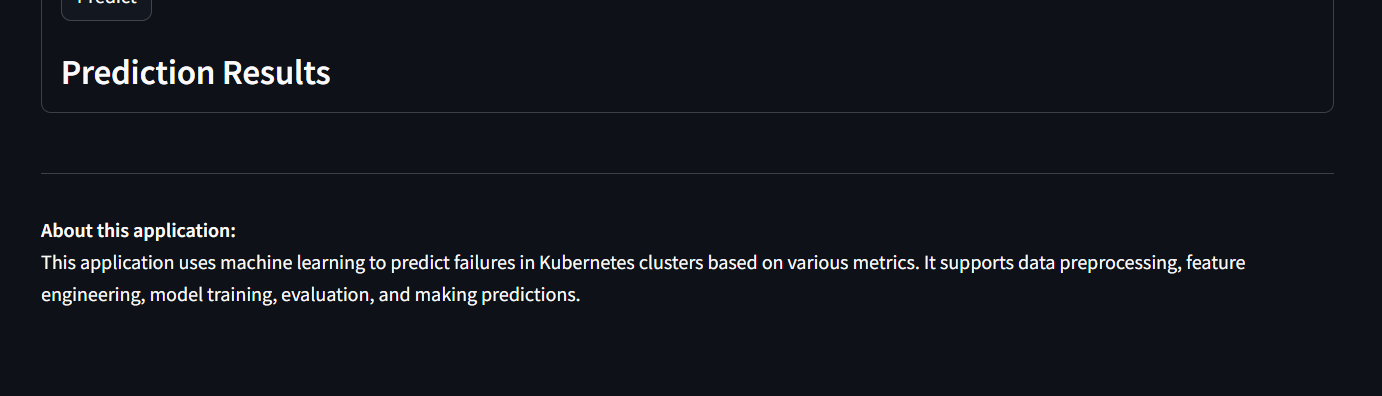 Predict
Prediction Results
About this application:
This application uses machine learning to predict failures in Kubernetes clusters based on various metrics. It supports data preprocessing, feature
engineering, model training, evaluation, and making predictions.